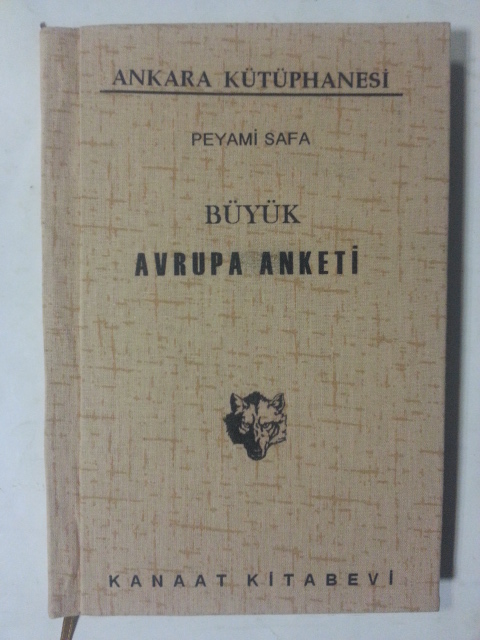 ANKARA KÜTÜPHANESİ
PEYAMİ SAFA
BÜYÜK
AVRUPA ANKETİ
KANAAT KİTABEVİ